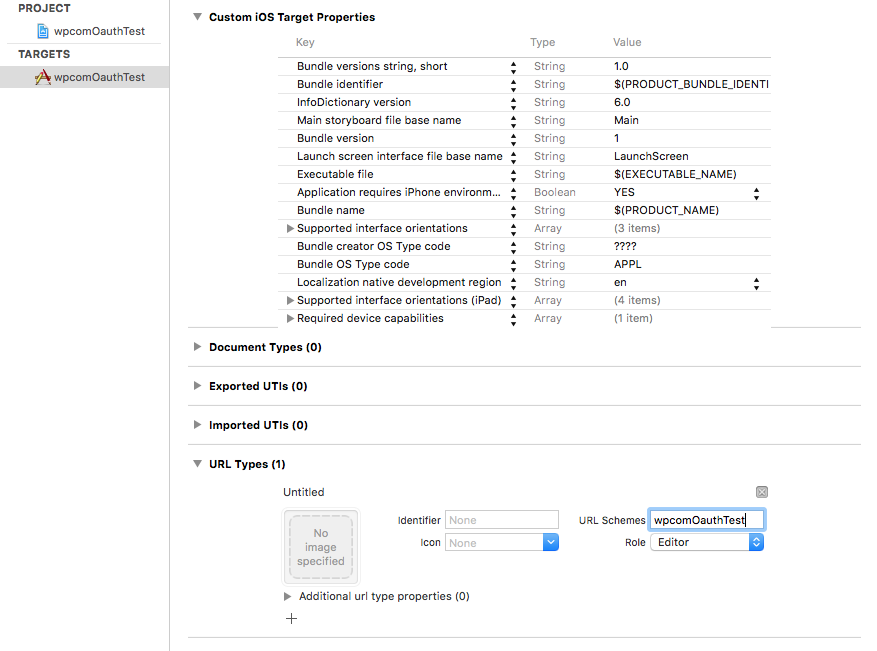 PROJECT
wpcomOauthTest
TARGETS
wpcomOauthTest
Custom iOS Target Properties
Key Type Value
Bundle versions string, short String 1.0
Bundle identifier String $(PRODUCT_BUNDLE_IDENTI
InfoDictionary version String 6.0
Main storyboard file base name String Main
Bundle version String 1
Launch screen interface file base name String LaunchScreen
Executable file String $(EXECUTABLE_NAME)
Application requires iPhone environm... Boolean YES
Bundle name String $(PRODUCT_NAME)
Supported interface orientations Array (3 items)
Bundle creator OS Type code String ????
Bundle OS Type code String APPL
Localization native development region String en
Supported interface orientations (iPad) Array (4 items)
Required device capabilities Array (1 item)
Document Types (0)
Exported UTIs (0)
Imported UTIs (0)
URL Types (1)
Untitled
No
image
specified
Identifier None URL Schemes wpcomOauthTest
Icon None Role Editor
Additional url type properties (0)